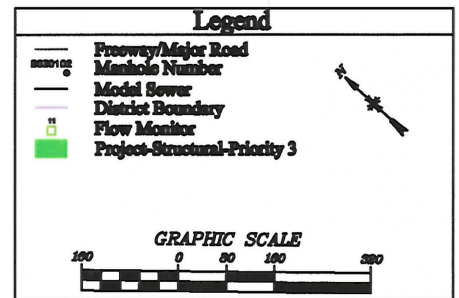 Legend
Freeway/Major Road
Manhole Number
Model Sewer
District Boundary
11
Flow Monitor
Project-Structural-Priority 3
N
GRAPHIC SCALE
160 0 80 160 320